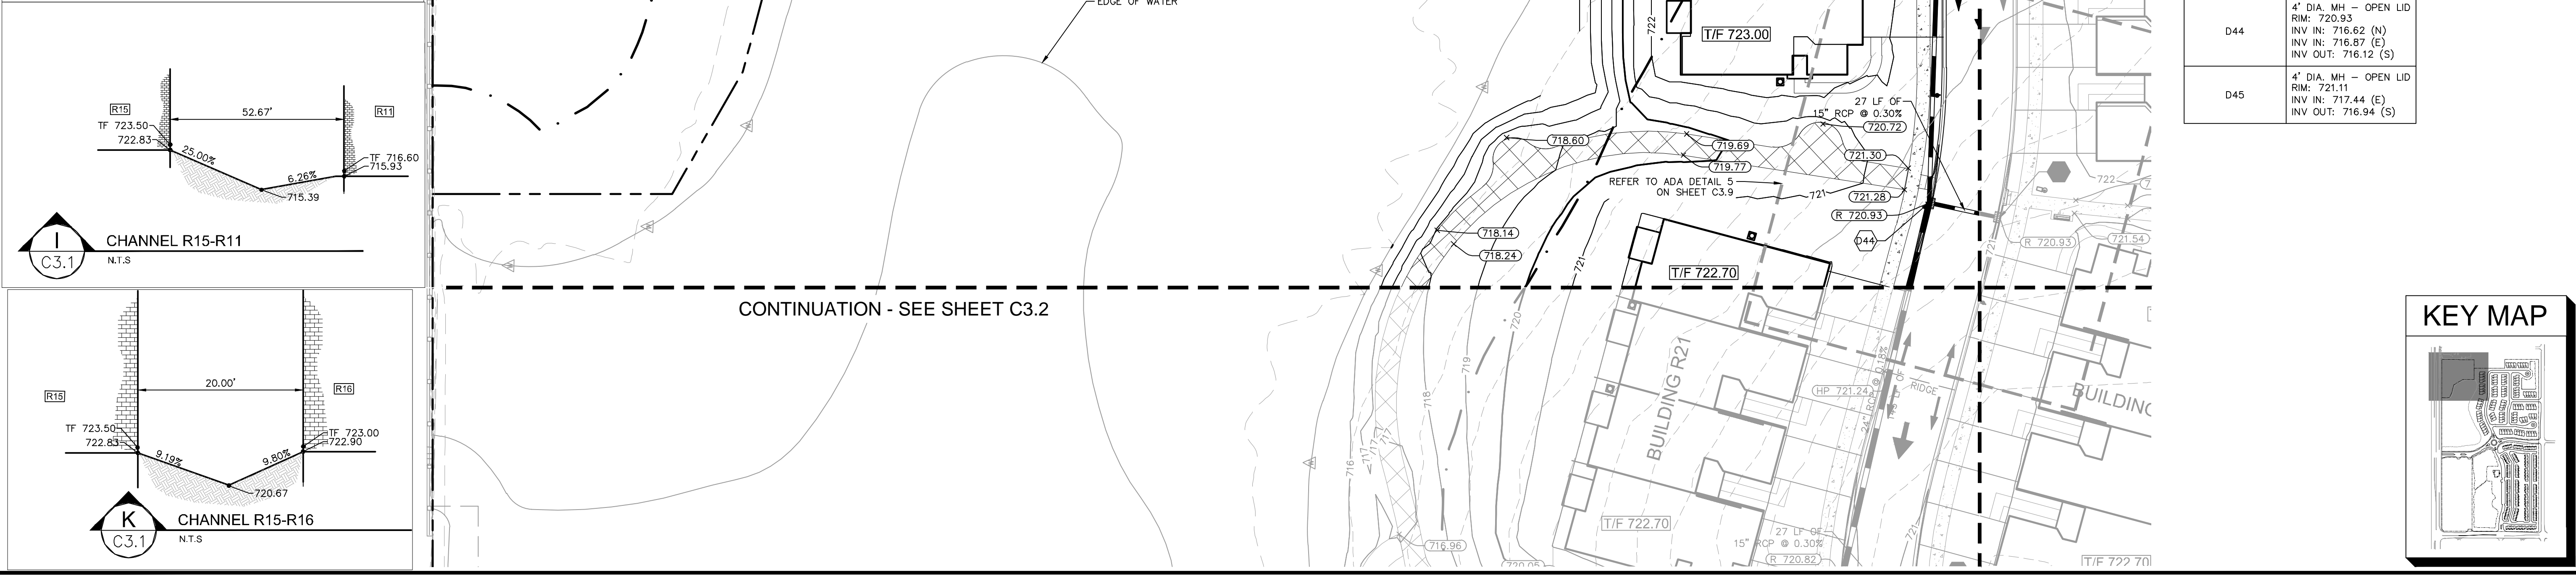 R15
52.67'
R11
TF 723.50
722.83
25.00%
6.26%
TF 716.60
715.93
715.39
I
C3.1
CHANNEL R15-R11
N.T.S
R15
20.00'
R16
TF 723.50
722.83
9.19%
9.80%
TF 723.00
722.90
720.67
K
C3.1
CHANNEL R15-R16
N.T.S
EDGE OF WATER
722
T/F 723.00
27 LF OF
15" RCP @ 0.30%
720.72
718.60
719.69
719.77
721.30
REFER TO ADA DETAIL 5
ON SHEET C3.9
721
721.28
R 720.93
D44
718.14
718.24
721
T/F 722.70
722
R 720.93
721.54
721
CONTINUATION - SEE SHEET C3.2
720
719
718
717
717
716
BUILDING R21
HP 721.24
24" RCP @ 0.18%
RIDGE
BUILDING
T/F 722.70
716.96
27 LF OF
15" RCP @ 0.30%
R 720.82
720.05
721
T/F 722.70
D44
4' DIA. MH – OPEN LID
RIM: 720.93
INV IN: 716.62 (N)
INV IN: 716.87 (E)
INV OUT: 716.12 (S)
D45
4' DIA. MH – OPEN LID
RIM: 721.11
INV IN: 717.44 (E)
INV OUT: 716.94 (S)
KEY MAP